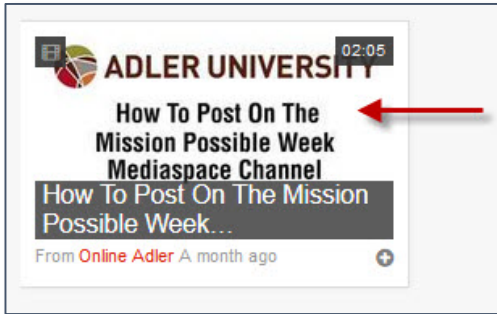 02:05
ADLER UNIVERSITY
How To Post On The
Mission Possible Week
Mediaspace Channel
How To Post On The Mission
Possible Week...
From Online Adler A month ago